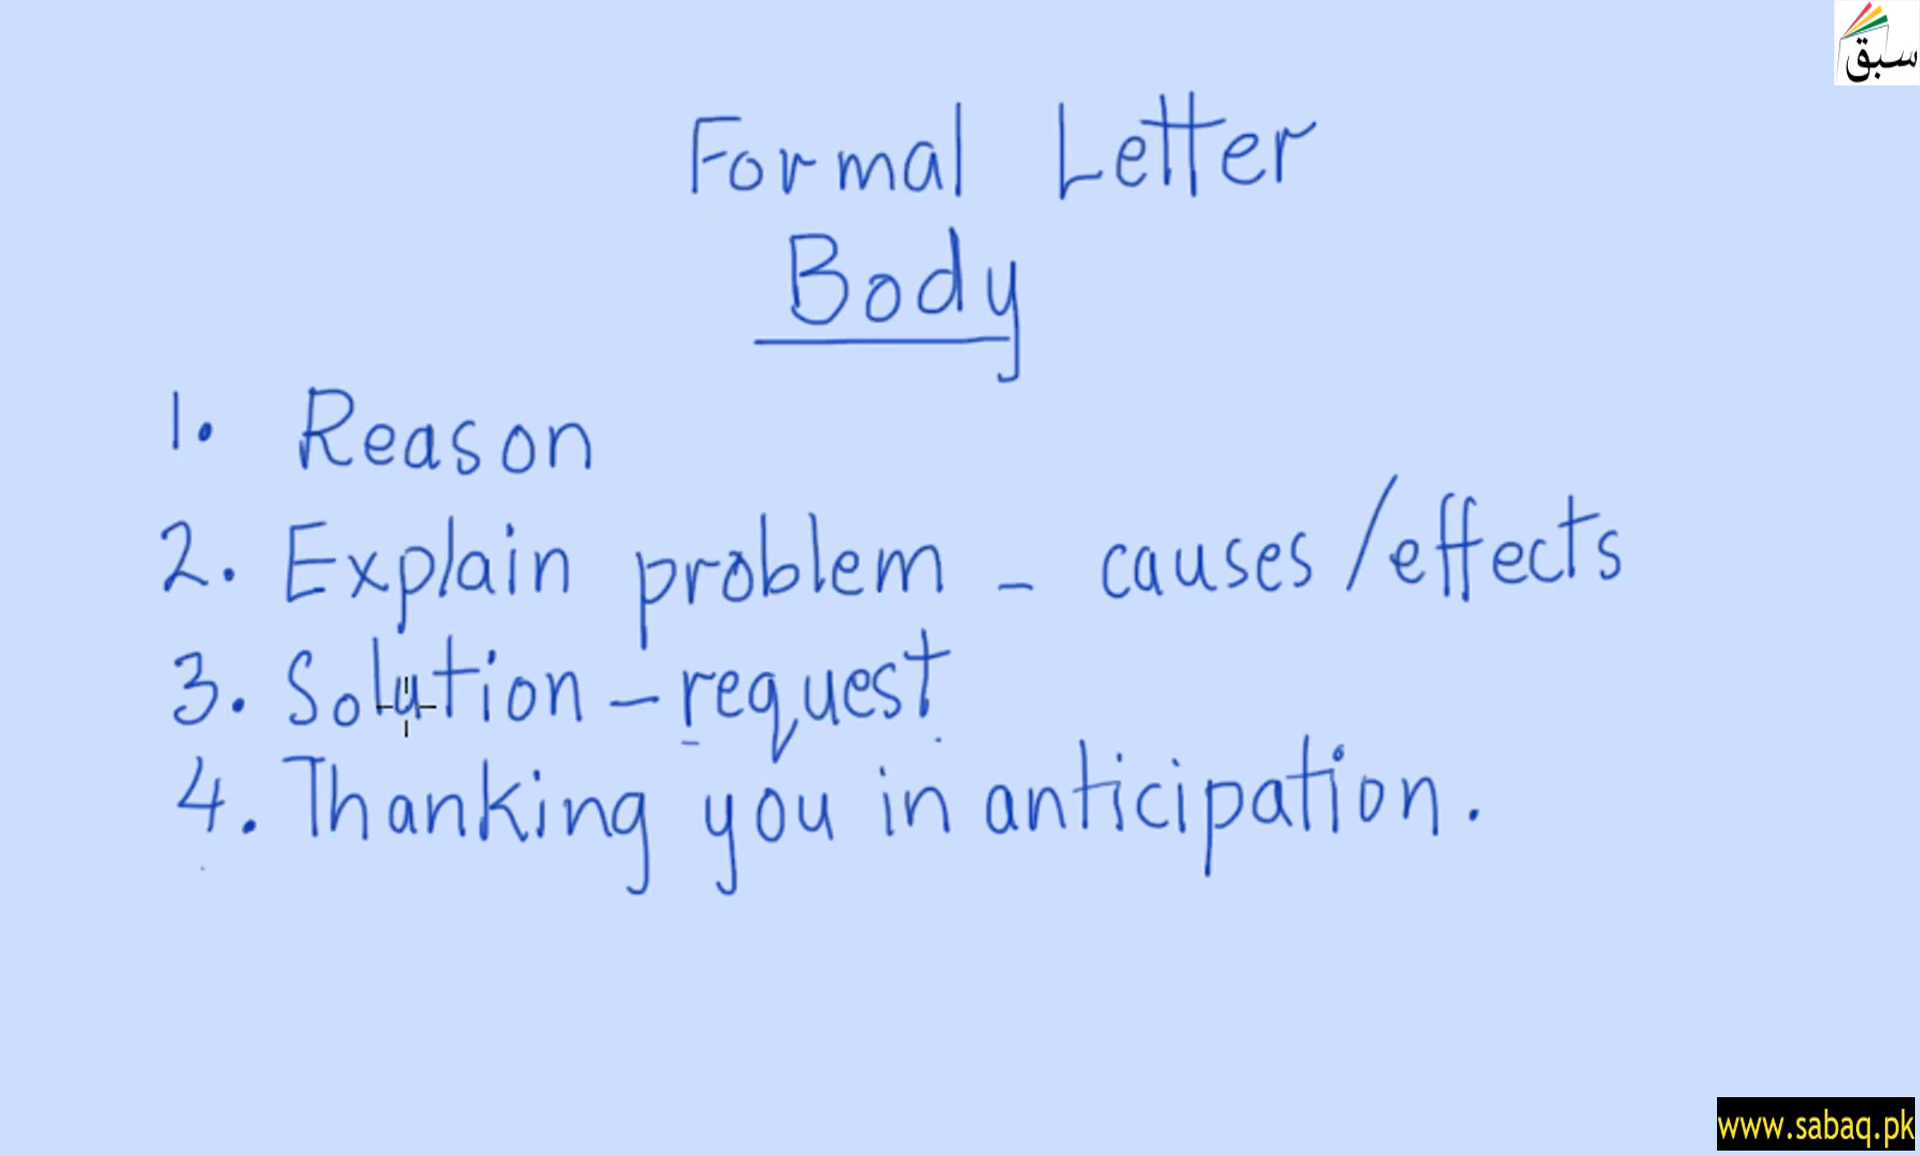 سبق
Formal Letter
Body
1. Reason
2. Explain problem - causes/effects
3. Solution - request
4. Thanking you in anticipation.
www.sabaq.pk